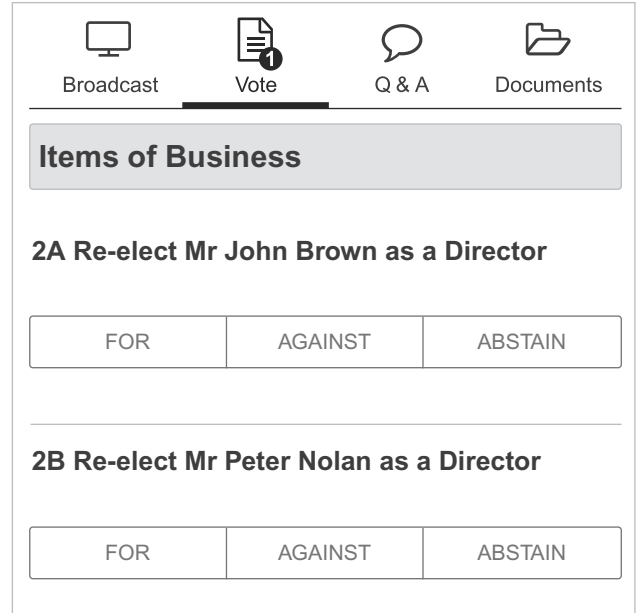 1
Broadcast Vote Q & A Documents
Items of Business
2A Re-elect Mr John Brown as a Director
FOR AGAINST ABSTAIN
2B Re-elect Mr Peter Nolan as a Director
FOR AGAINST ABSTAIN